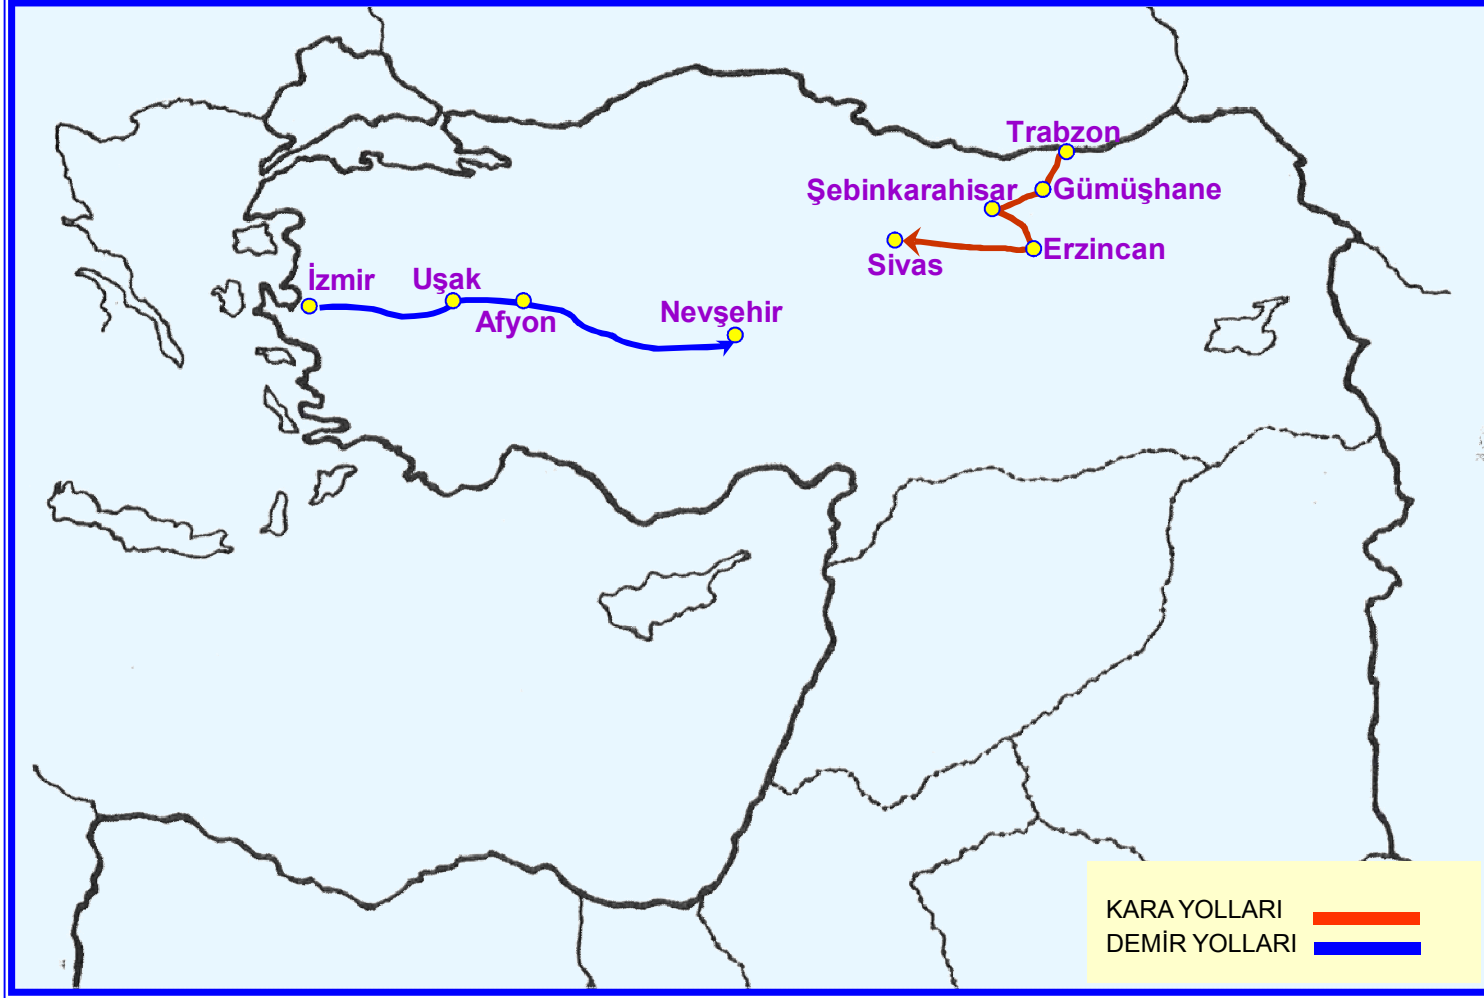 Trabzon
Şebinkarahisar
Gümüşhane
Sivas
Erzincan
İzmir
Uşak
Afyon
Nevşehir
KARA YOLLARI
DEMİR YOLLARI